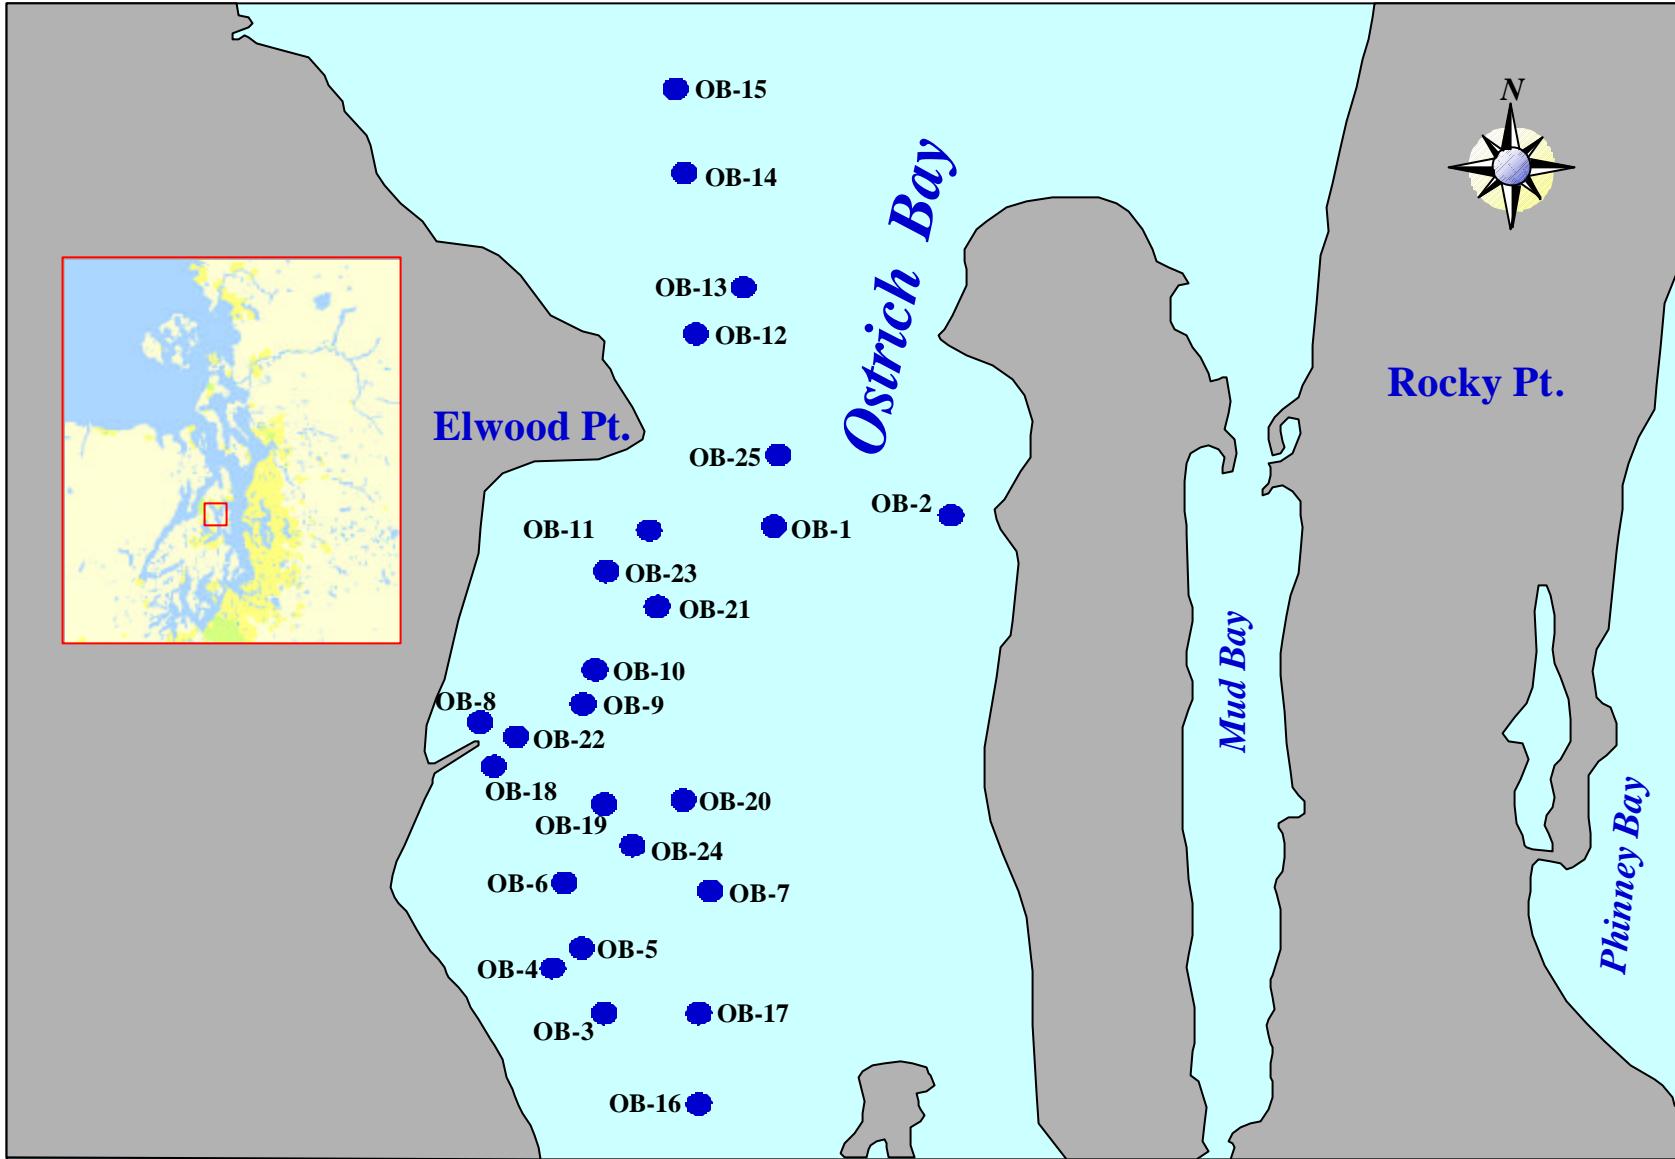 OB-15
N
OB-14
Ostrich Bay
OB-13
OB-12
Rocky Pt.
Elwood Pt.
OB-25
OB-2
OB-11
OB-1
OB-23
OB-21
OB-10
Mud Bay
OB-8
OB-9
OB-22
OB-18
OB-20
OB-19
OB-24
Phinney Bay
OB-6
OB-7
OB-5
OB-4
OB-17
OB-3
OB-16